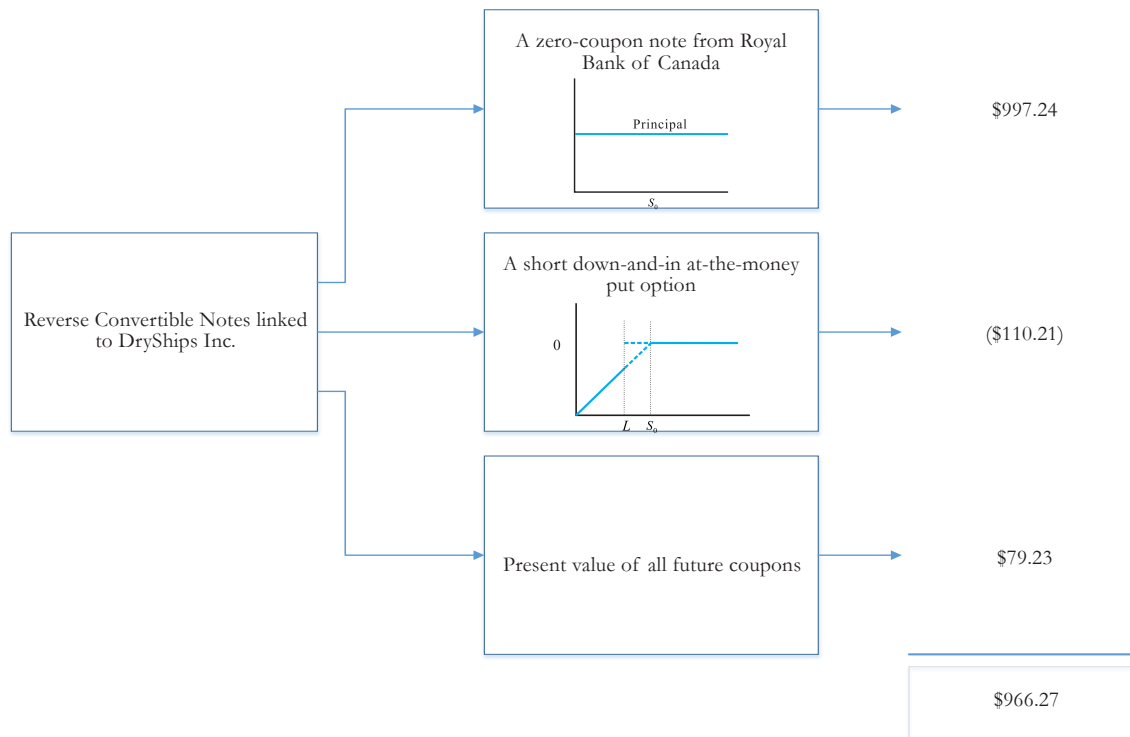 A zero-coupon note from Royal
Bank of Canada
Principal
S₀
$997.24
Reverse Convertible Notes linked
to DryShips Inc.
A short down-and-in at-the-money
put option
0
L S₀
($110.21)
Present value of all future coupons
$79.23
$966.27